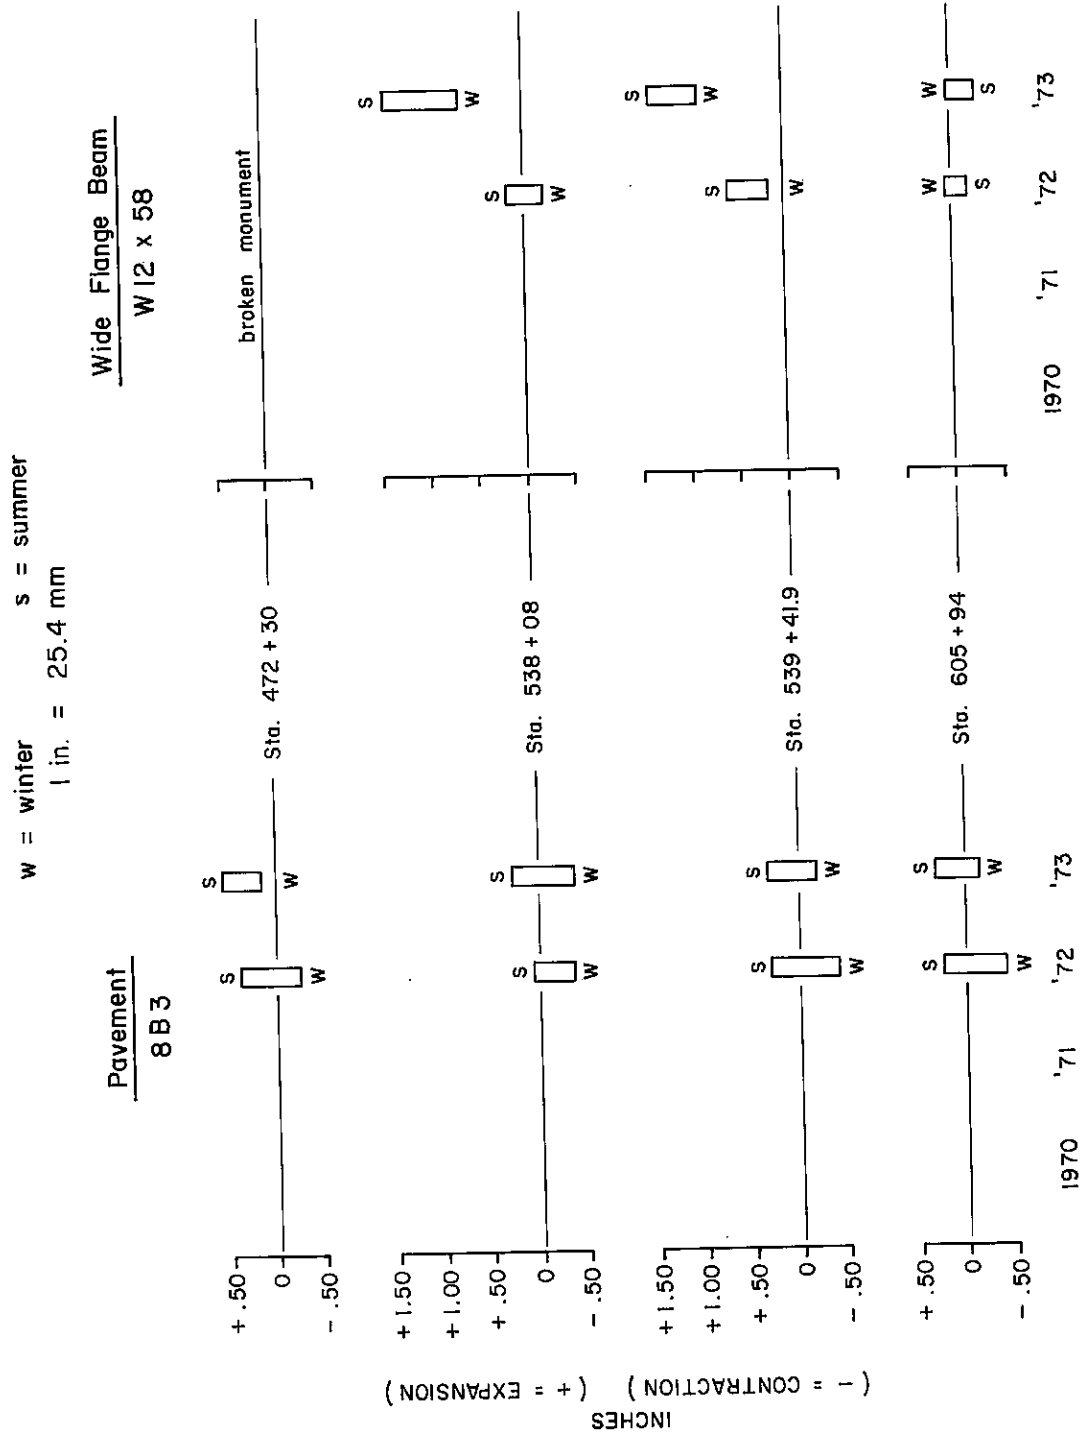 w = winter s = summer
1 in. = 25.4 mm
Pavement
8B3
Wide Flange Beam
W12 x 58
INCHES
( - = CONTRACTION ) ( + = EXPANSION )
+ .50
0
- .50
S
W
S
W
Sta. 472 + 30
broken monument
+ 1.50
+ 1.00
+ .50
0
- .50
S
W
S
W
Sta. 538 + 08
S
W
S
W
+ 1.50
+ 1.00
+ .50
0
- .50
S
W
S
W
Sta. 539 + 41.9
S
W
S
W
+ .50
0
- .50
S
W
S
W
Sta. 605 + 94
W
S
W
S
1970 '71 '72 '73 1970 '71 '72 '73